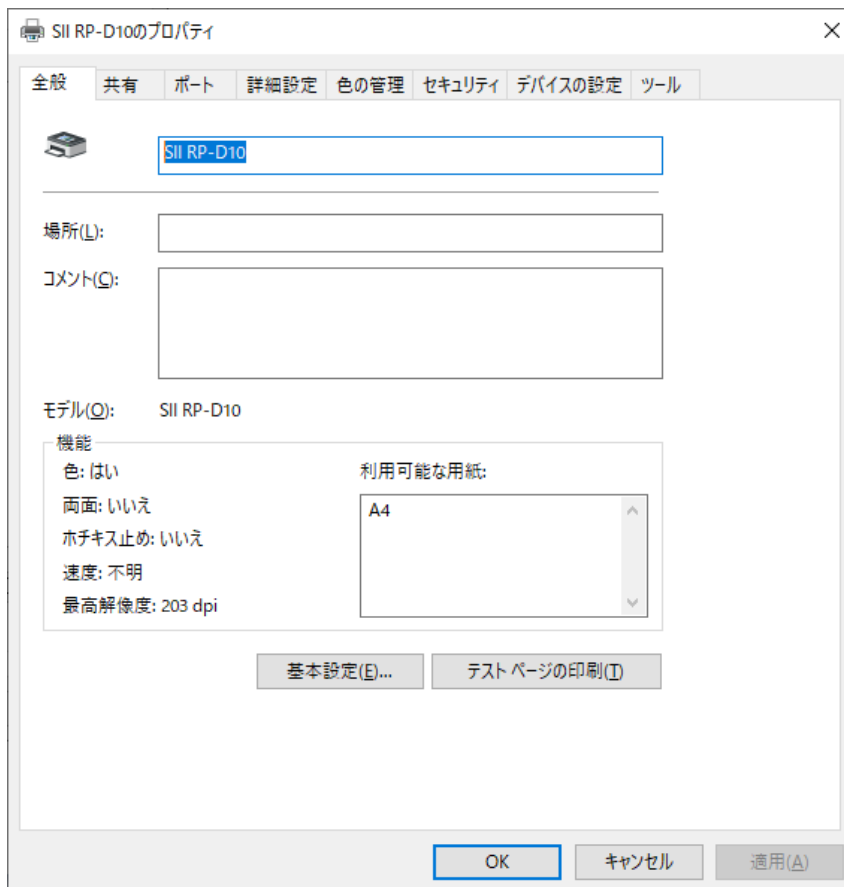 SII RP-D10のプロパティ
全般 共有 ポート 詳細設定 色の管理 セキュリティ デバイスの設定 ツール
SII RP-D10
場所(L):
コメント(C):
モデル(O): SII RP-D10
機能
色: はい 利用可能な用紙:
両面: いいえ A4
ホチキス止め: いいえ
速度: 不明
最高解像度: 203 dpi
基本設定(E)... テスト ページの印刷(T)
OK キャンセル 適用(A)